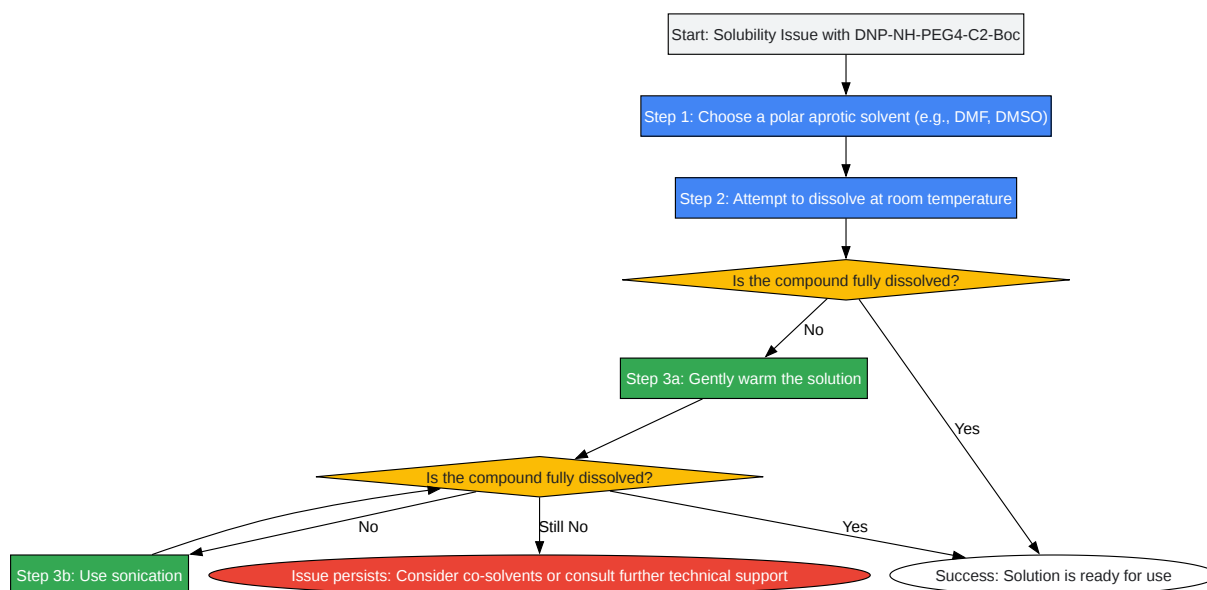 Start: Solubility Issue with DNP-NH-PEG4-C2-Boc
Step 1: Choose a polar aprotic solvent (e.g., DMF, DMSO)
Step 2: Attempt to dissolve at room temperature
Is the compound fully dissolved?
No
Step 3a: Gently warm the solution
Yes
Is the compound fully dissolved?
No
Still No
Yes
Step 3b: Use sonication
Issue persists: Consider co-solvents or consult further technical support
Success: Solution is ready for use